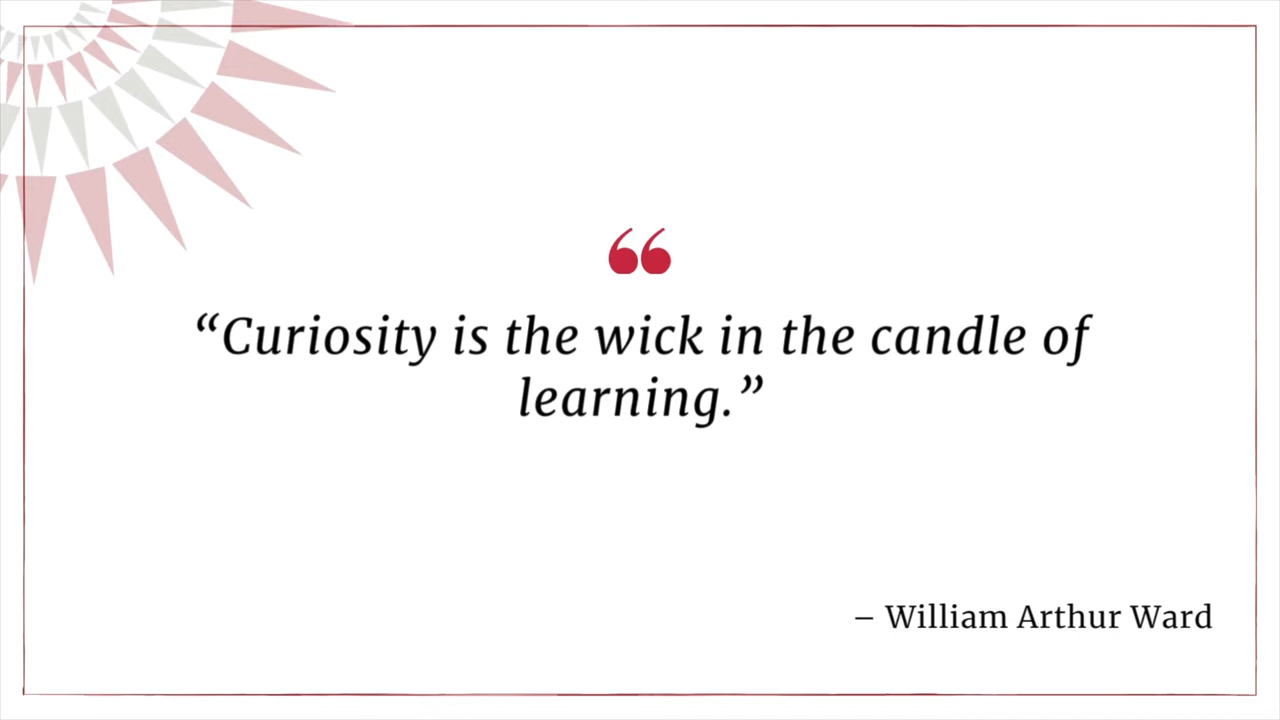 “Curiosity is the wick in the candle of
learning.”
– William Arthur Ward